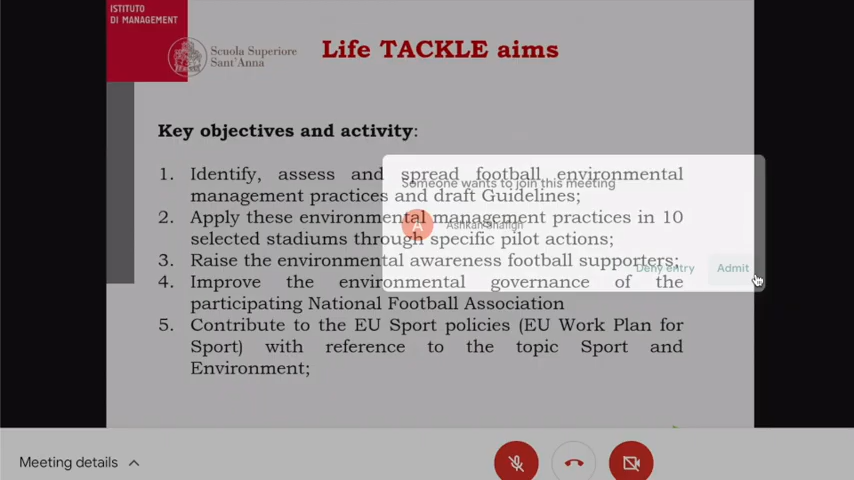 ISTITUTO
DI MANAGEMENT
Scuola Superiore
Sant'Anna
Life TACKLE aims
Key objectives and activity:
1. Identify, assess and spread football environmental
management practices and draft Guidelines;
2. Apply these environmental management practices in 10
selected stadiums through specific pilot actions;
3. Raise the environmental awareness football supporters;
4. Improve the environmental governance of the
participating National Football Association
5. Contribute to the EU Sport policies (EU Work Plan for
Sport) with reference to the topic Sport and
Environment;
Someone wants to join this meeting
A
Ashkan
Deny entry Admit
Meeting details